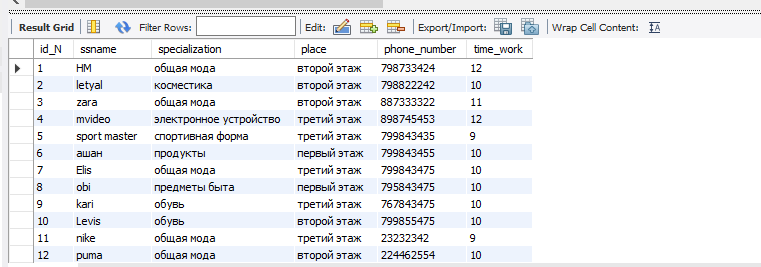 Result Grid Filter Rows: Edit: Export/Import: Wrap Cell Content: IA
id_N ssname specialization place phone_number time_work
1 HM общая мода второй этаж 798733424 12
2 letyal косместика второй этаж 798822242 10
3 zara общая мода второй этаж 887333322 11
4 mvideo электронное устройство третий этаж 898745453 12
5 sport master спортивная форма третий этаж 799843435 9
6 ашан продукты первый этаж 799843455 10
7 Elis общая мода третий этаж 799843475 10
8 obi предметы быта первый этаж 795843475 10
9 kari обувь третий этаж 767843475 10
10 Levis обувь второй этаж 799855475 10
11 nike общая мода третий этаж 23232342 9
12 puma общая мода второй этаж 224462554 10